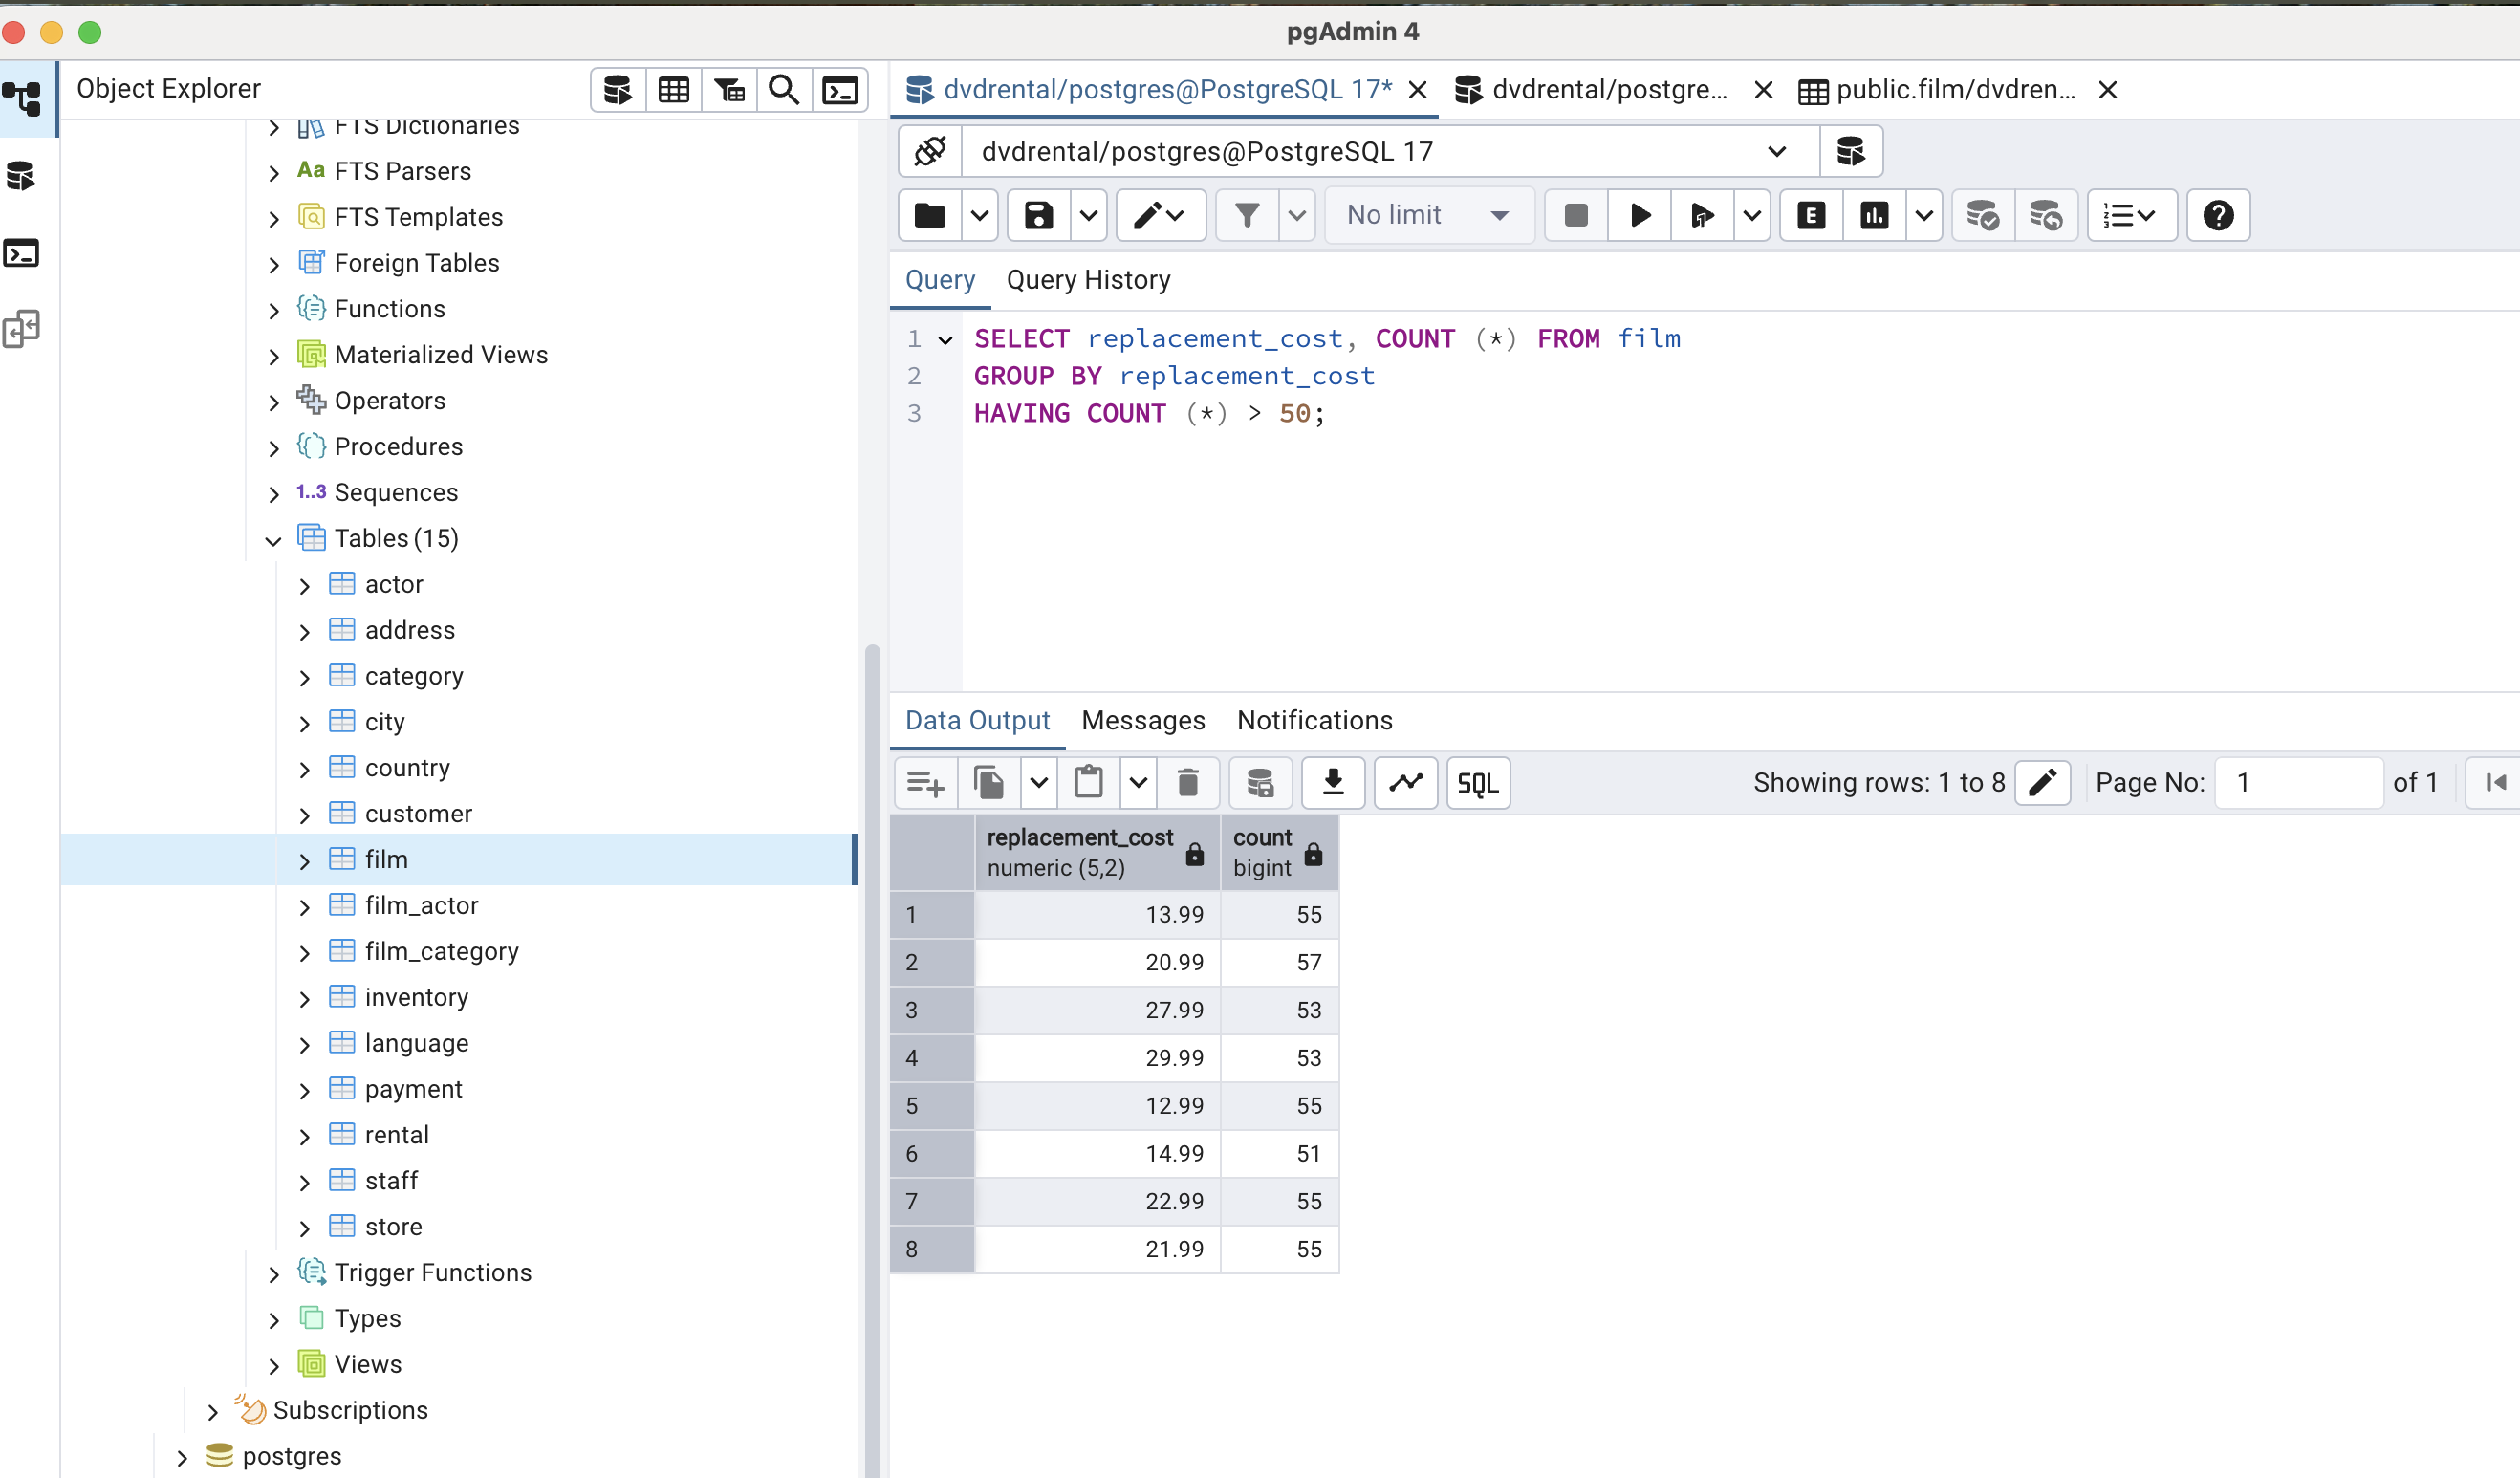 pgAdmin 4
Object Explorer
FTS Dictionaries
Aa FTS Parsers
FTS Templates
Foreign Tables
Functions
Materialized Views
Operators
Procedures
1..3 Sequences
Tables (15)
actor
address
category
city
country
customer
film
film_actor
film_category
inventory
language
payment
rental
staff
store
Trigger Functions
Types
Views
Subscriptions
postgres
dvdrental/postgres@PostgreSQL 17* dvdrental/postgre... public.film/dvdren...
dvdrental/postgres@PostgreSQL 17
No limit E
Query Query History
1 SELECT replacement_cost, COUNT (*) FROM film
2 GROUP BY replacement_cost
3 HAVING COUNT (*) > 50;
Data Output Messages Notifications
SQL Showing rows: 1 to 8 Page No: 1 of 1
replacement_cost count
numeric (5,2) bigint
1 13.99 55
2 20.99 57
3 27.99 53
4 29.99 53
5 12.99 55
6 14.99 51
7 22.99 55
8 21.99 55